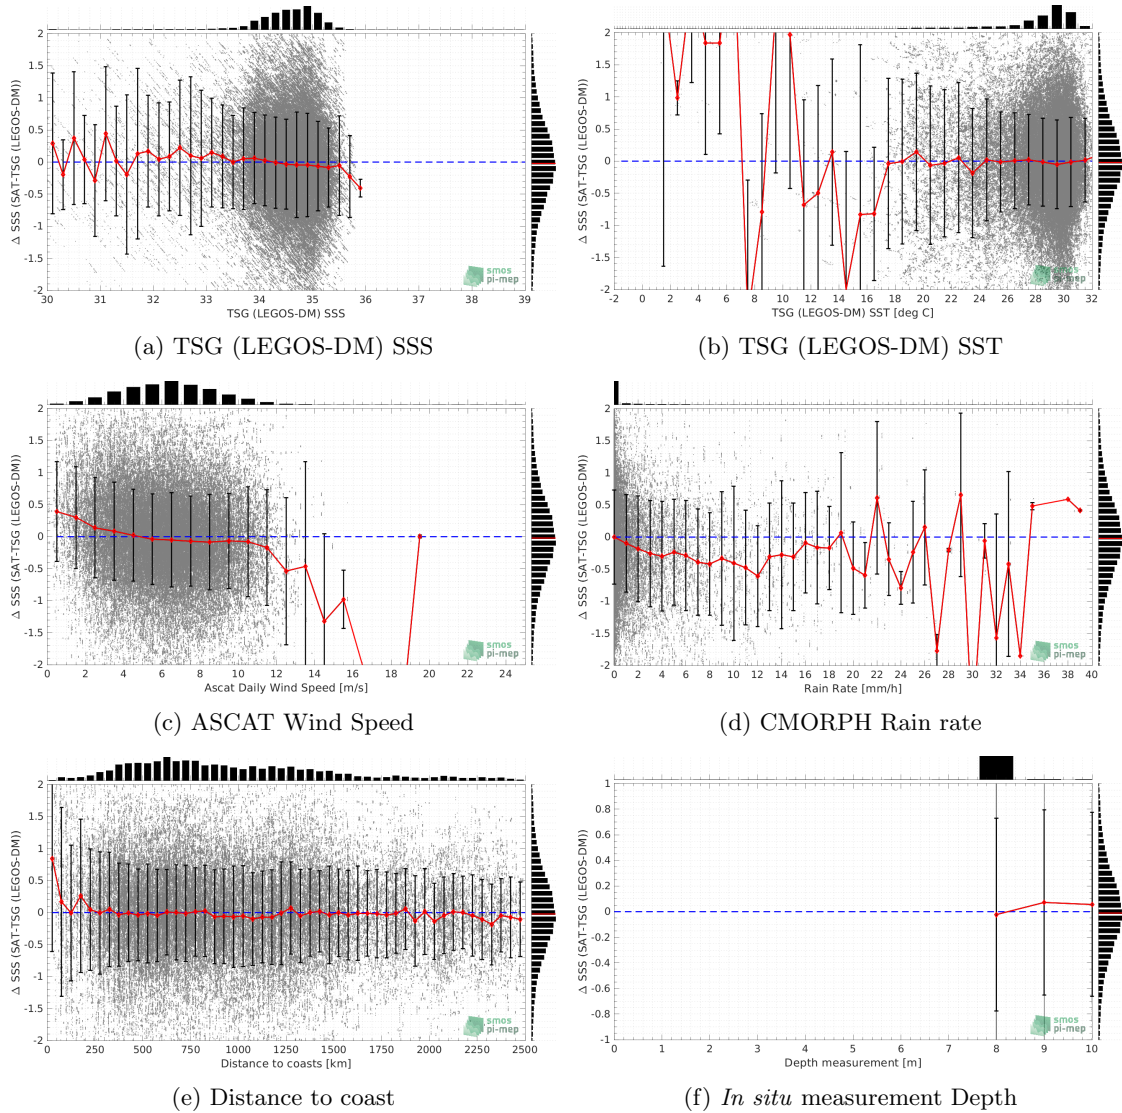 2
1.5
1
0.5
0
-0.5
-1
-1.5
-2
Δ SSS (SAT-TSG (LEGOS-DM))
30 31 32 33 34 35 36 37 38 39
TSG (LEGOS-DM) SSS
smos
pi-mep
(a) TSG (LEGOS-DM) SSS
2
1.5
1
0.5
0
-0.5
-1
-1.5
-2
Δ SSS (SAT-TSG (LEGOS-DM))
-2 0 2 4 6 8 10 12 14 16 18 20 22 24 26 28 30 32
TSG (LEGOS-DM) SST [deg C]
smos
pi-mep
(b) TSG (LEGOS-DM) SST
2
1.5
1
0.5
0
-0.5
-1
-1.5
-2
Δ SSS (SAT-TSG (LEGOS-DM))
0 2 4 6 8 10 12 14 16 18 20 22 24
Ascat Daily Wind Speed [m/s]
smos
pi-mep
(c) ASCAT Wind Speed
2
1.5
1
0.5
0
-0.5
-1
-1.5
-2
Δ SSS (SAT-TSG (LEGOS-DM))
0 2 4 6 8 10 12 14 16 18 20 22 24 26 28 30 32 34 36 38 40
Rain Rate [mm/h]
smos
pi-mep
(d) CMORPH Rain rate
2
1.5
1
0.5
0
-0.5
-1
-1.5
-2
Δ SSS (SAT-TSG (LEGOS-DM))
0 250 500 750 1000 1250 1500 1750 2000 2250 2500
Distance to coasts [km]
smos
pi-mep
(e) Distance to coast
1
0.8
0.6
0.4
0.2
0
-0.2
-0.4
-0.6
-0.8
-1
Δ SSS (SAT-TSG (LEGOS-DM))
0 1 2 3 4 5 6 7 8 9 10
Depth measurement [m]
smos
pi-mep
(f) In situ measurement Depth